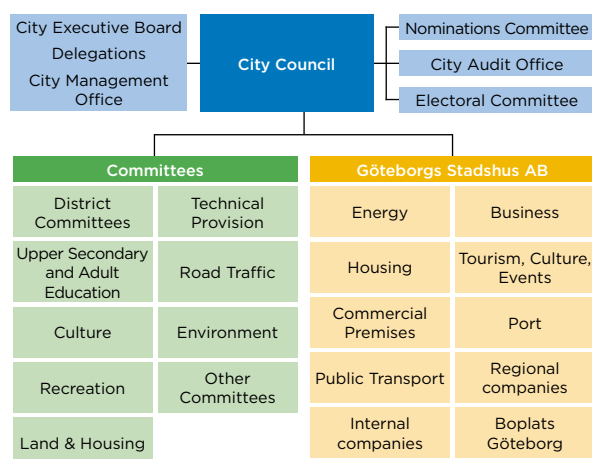 City Executive Board
Delegations
City Management
Office
City Council
Nominations Committee
City Audit Office
Electoral Committee
Committees
District
Committees
Technical
Provision
Upper Secondary
and Adult
Education
Road Traffic
Culture
Environment
Recreation
Other
Committees
Land & Housing
Göteborgs Stadshus AB
Energy
Business
Housing
Tourism, Culture,
Events
Commercial
Premises
Port
Public Transport
Regional
companies
Internal
companies
Boplats
Göteborg